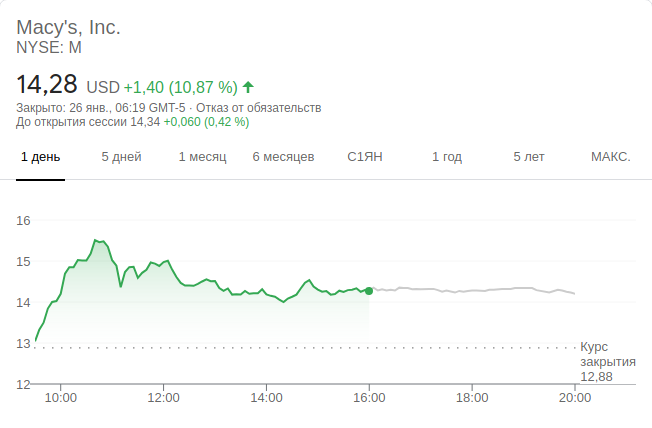 Macy's, Inc.
NYSE: M
14,28 USD +1,40 (10,87 %)
Закрыто: 26 янв., 06:19 GMT-5 · Отказ от обязательств
До открытия сессии 14,34 +0,060 (0,42 %)
1 день 5 дней 1 месяц 6 месяцев С1ЯН 1 год 5 лет МАКС.
16
15
14
13
Курс
закрытия
12,88
12
10:00 12:00 14:00 16:00 18:00 20:00